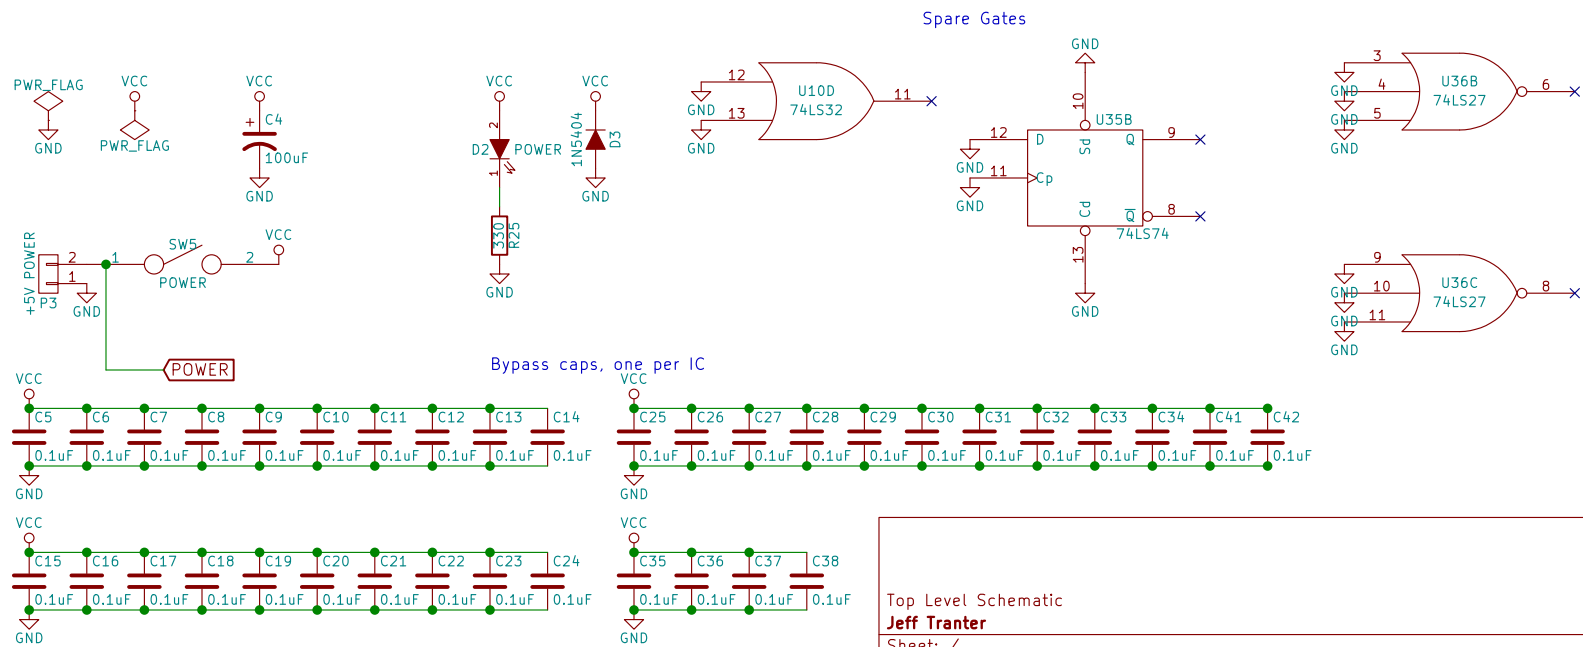 Spare Gates
PWR_FLAG
GND
VCC
PWR_FLAG
VCC
+
C4
100uF
GND
VCC
2
D2
POWER
1
330
R25
GND
VCC
1N5404
D3
GND
12
GND
13
GND
U10D
74LS32
11
GND
10
U35B
12
D
Sd
Q
9
GND
11
Cp
GND
Cd
Q
8
74LS74
13
GND
3
GND
4
GND
5
GND
U36B
74LS27
6
9
GND
10
GND
11
GND
U36C
74LS27
8
+5V POWER
2
1
P3
GND
1
SW5
POWER
2
VCC
POWER
Bypass caps, one per IC
VCC
C5 C6 C7 C8 C9 C10 C11 C12 C13 C14
0.1uF 0.1uF 0.1uF 0.1uF 0.1uF 0.1uF 0.1uF 0.1uF 0.1uF 0.1uF
GND
VCC
C25 C26 C27 C28 C29 C30 C31 C32 C33 C34 C41 C42
0.1uF 0.1uF 0.1uF 0.1uF 0.1uF 0.1uF 0.1uF 0.1uF 0.1uF 0.1uF 0.1uF 0.1uF
GND
VCC
C15 C16 C17 C18 C19 C20 C21 C22 C23 C24
0.1uF 0.1uF 0.1uF 0.1uF 0.1uF 0.1uF 0.1uF 0.1uF 0.1uF 0.1uF
GND
VCC
C35 C36 C37 C38
0.1uF 0.1uF 0.1uF 0.1uF
GND
Top Level Schematic
Jeff Tranter
Sheet: /